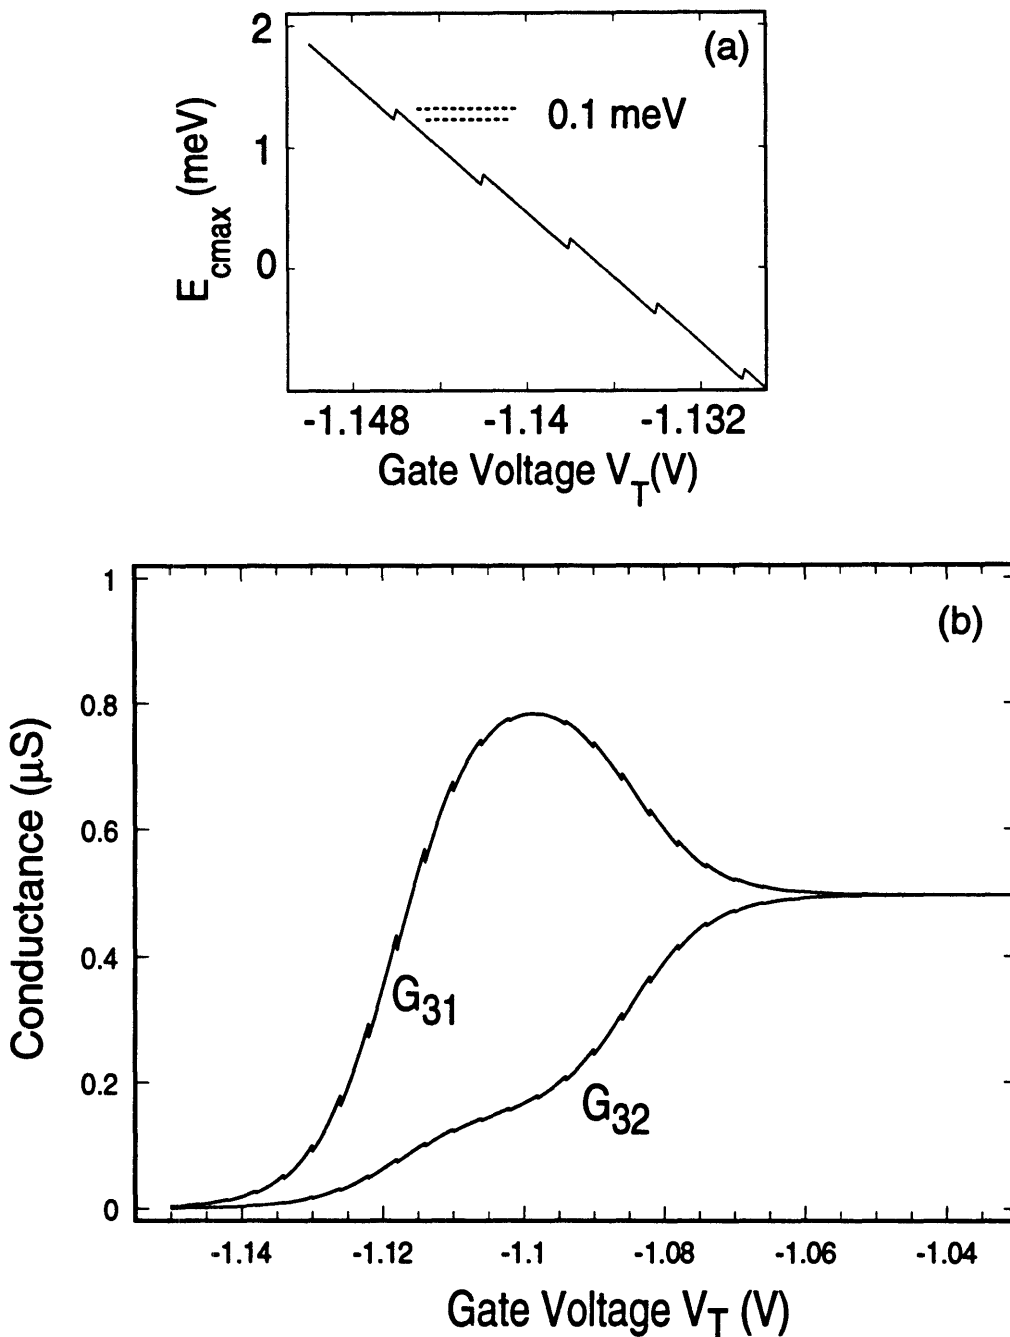 (a)
2
1
0
E_cmax (meV)
0.1 meV
-1.148 -1.14 -1.132
Gate Voltage V_T(V)
(b)
1
0.8
0.6
0.4
0.2
0
Conductance (μS)
G_31
G_32
-1.14 -1.12 -1.1 -1.08 -1.06 -1.04
Gate Voltage V_T (V)